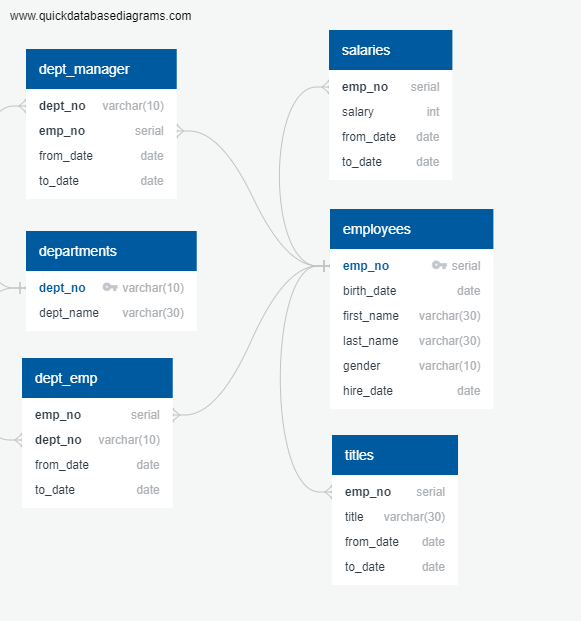 www.quickdatabasediagrams.com
dept_manager
dept_no varchar(10)
emp_no serial
from_date date
to_date date
departments
dept_no varchar(10)
dept_name varchar(30)
dept_emp
emp_no serial
dept_no varchar(10)
from_date date
to_date date
salaries
emp_no serial
salary int
from_date date
to_date date
employees
emp_no serial
birth_date date
first_name varchar(30)
last_name varchar(30)
gender varchar(10)
hire_date date
titles
emp_no serial
title varchar(30)
from_date date
to_date date